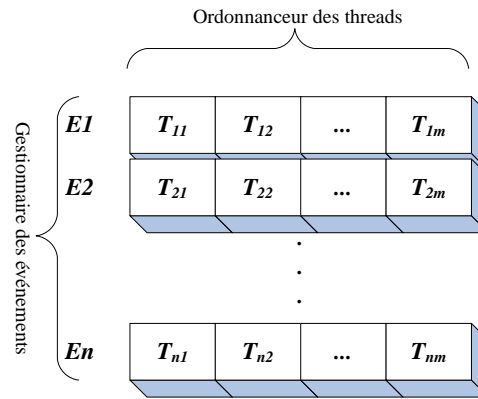 Ordonnanceur des threads
Gestionnaire des événements
E1 T11 T12 ... T1m
E2 T21 T22 ... T2m
.
.
.
En Tn1 Tn2 ... Tnm